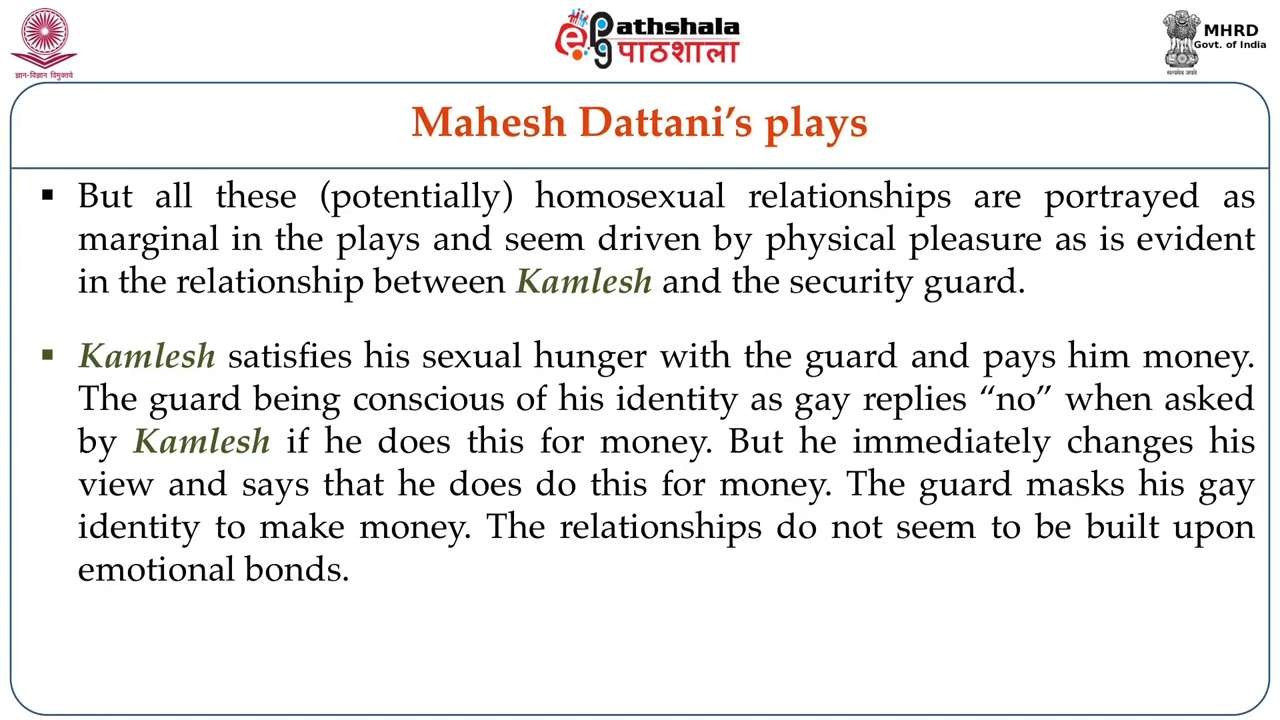 ज्ञान-विज्ञान विमुक्तये
ePG Pathshala
पाठशाला
MHRD
Govt. of India
सत्यमेव जयते
Mahesh Dattani’s plays
▪ But all these (potentially) homosexual relationships are portrayed as
marginal in the plays and seem driven by physical pleasure as is evident
in the relationship between Kamlesh and the security guard.
▪ Kamlesh satisfies his sexual hunger with the guard and pays him money.
The guard being conscious of his identity as gay replies “no” when asked
by Kamlesh if he does this for money. But he immediately changes his
view and says that he does do this for money. The guard masks his gay
identity to make money. The relationships do not seem to be built upon
emotional bonds.